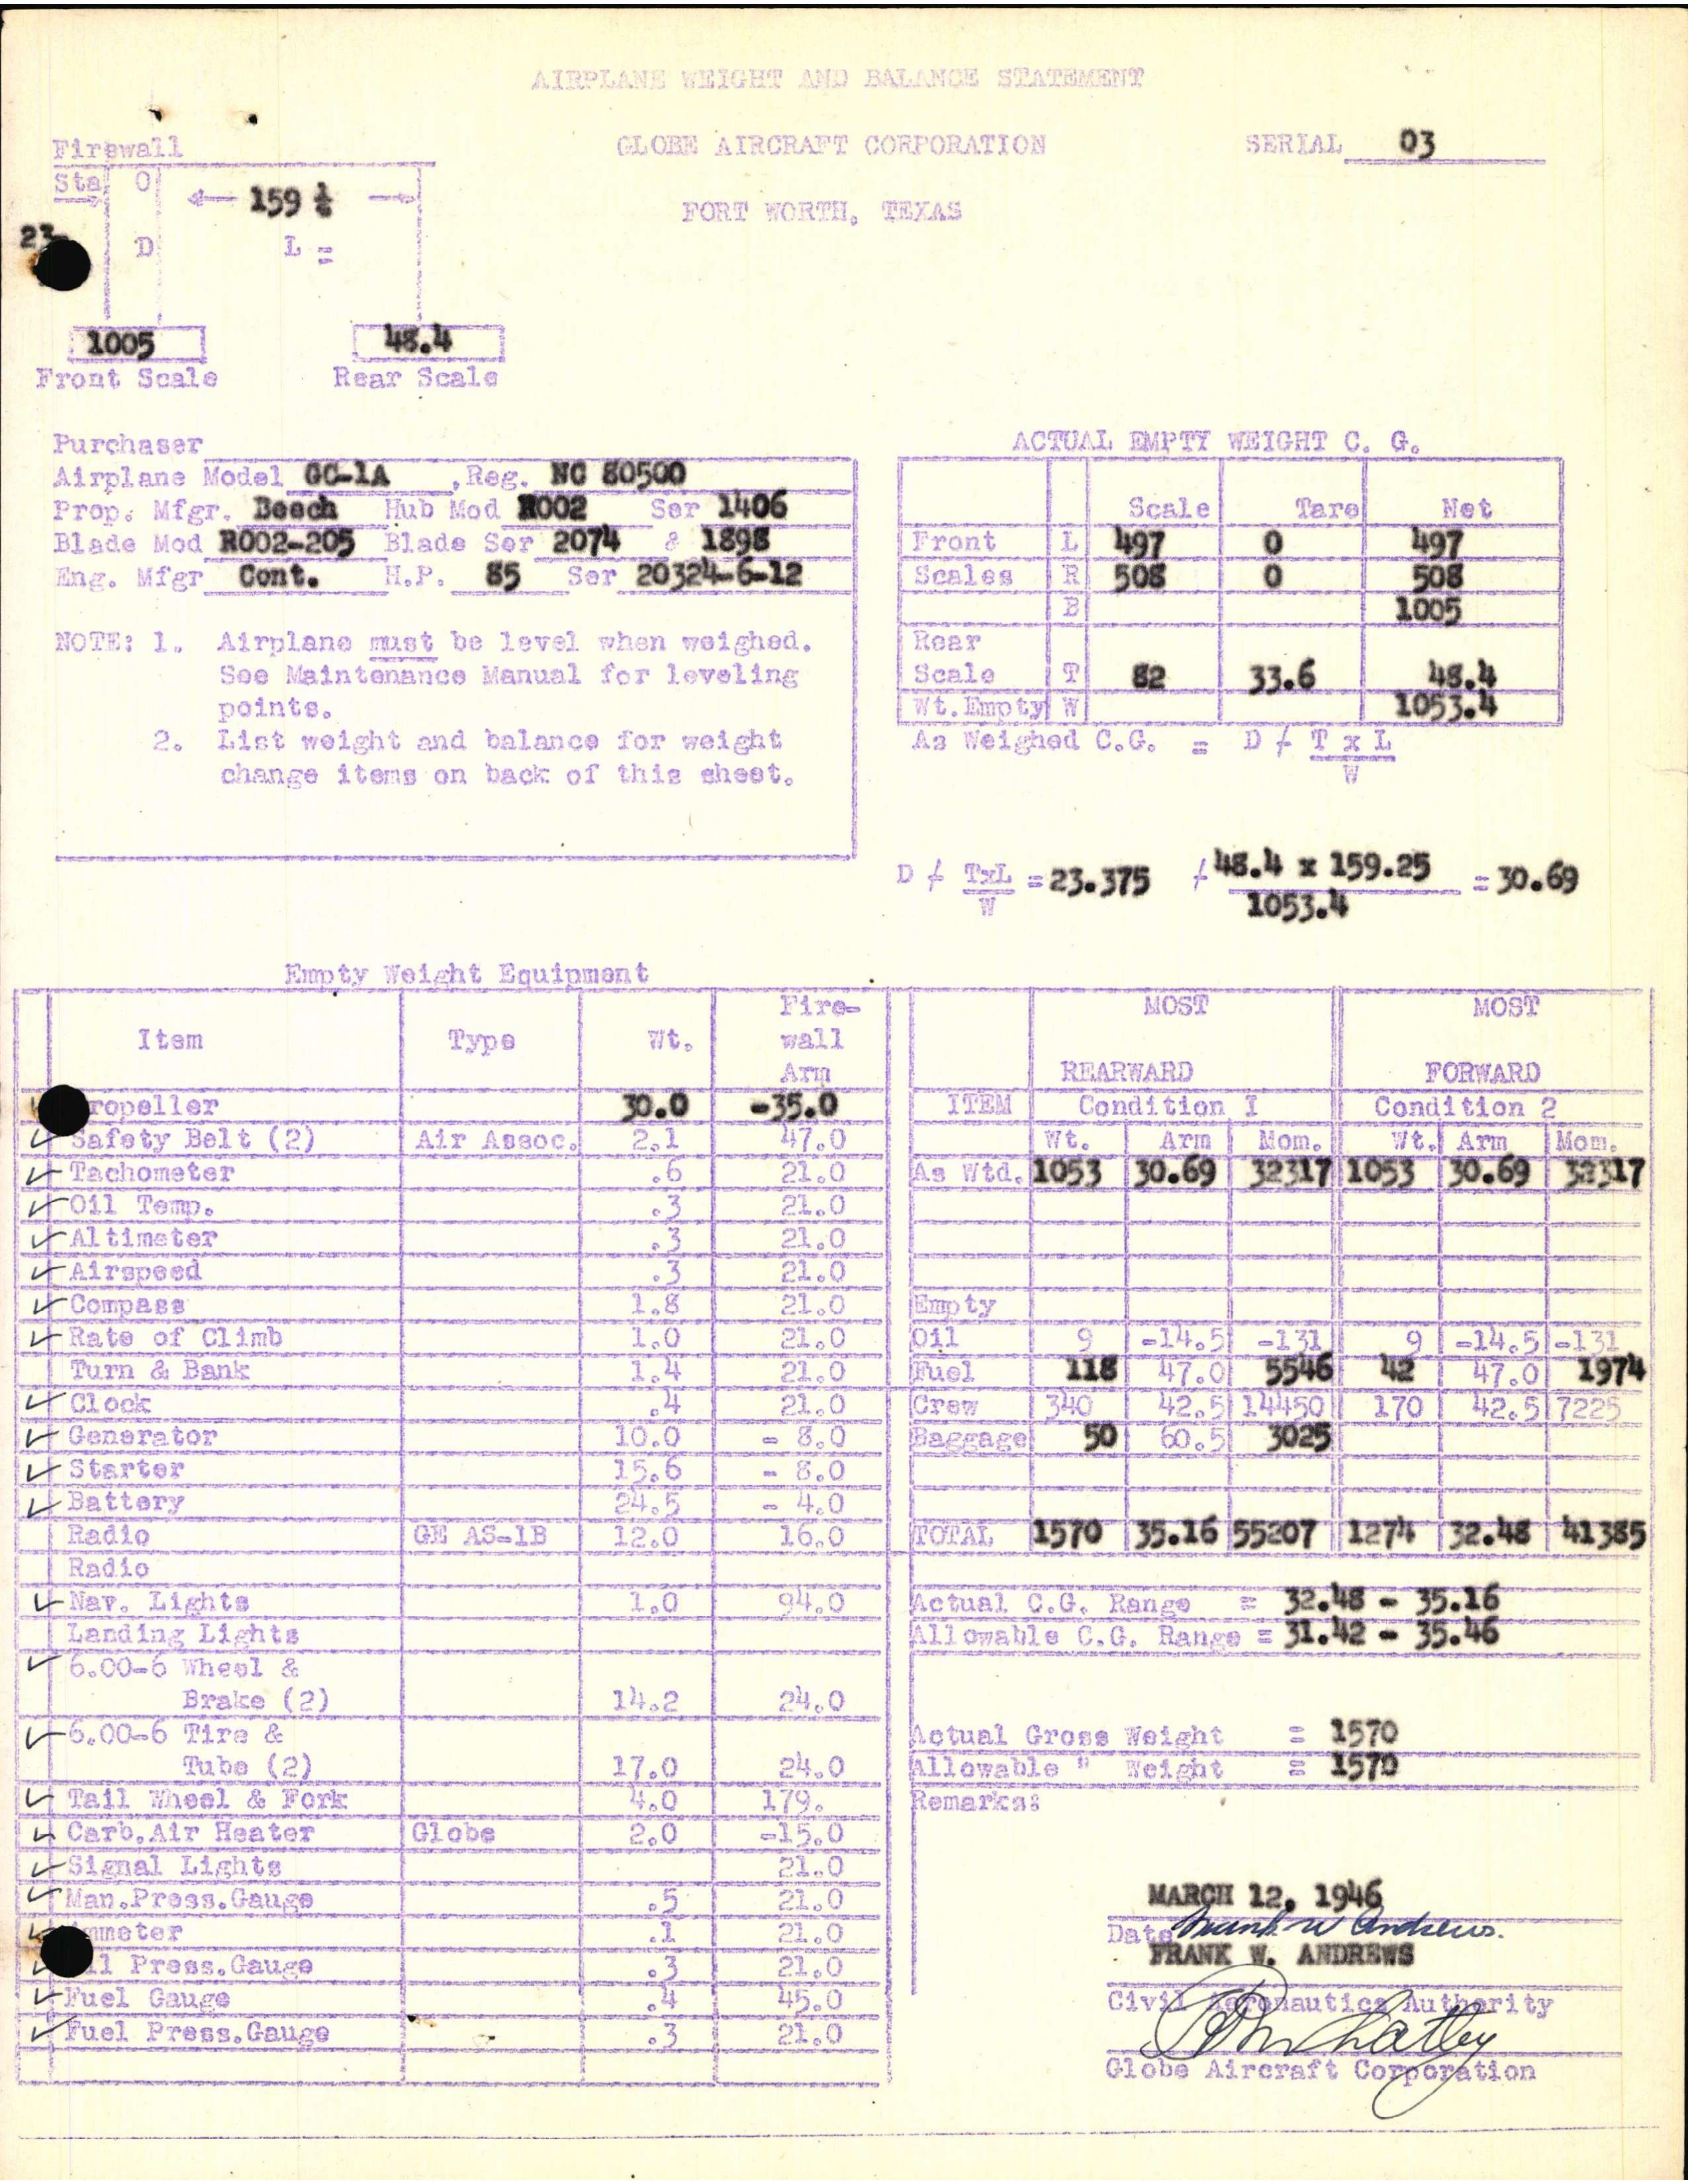 AIRPLANE WEIGHT AND BALANCE STATEMENT
GLOBE AIRCRAFT CORPORATION
SERIAL 03
FORT WORTH, TEXAS
Firewall
Sta 0
159 ¼
23
D L =
1005 48.4
Front Scale Rear Scale
Purchaser
Airplane Model GC-1A , Reg. NC 80500
Prop. Mfgr. Beech Hub Mod R002 Ser 1406
Blade Mod R002-205 Blade Ser 2074 & 1898
Eng. Mfgr Cont. H.P. 85 Ser 20324-6-12
NOTE: 1. Airplane must be level when weighed.
See Maintenance Manual for leveling
points.
2. List weight and balance for weight
change items on back of this sheet.
ACTUAL EMPTY WEIGHT C. G.
Scale Tare Net
Front L 497 0 497
Scales R 508 0 508
B 1005
Rear
Scale T 82 33.6 48.4
Wt.Empty W 1053.4
As Weighed C.G. = D / T x L
W
D / TxL = 23.375 / 48.4 x 159.25 = 30.69
W 1053.4
Empty Weight Equipment
Item Type Wt. Fire-
wall
Arm
ropeller 30.0 -35.0
✓ Safety Belt (2) Air Assoc. 2.1 47.0
✓ Tachometer .6 21.0
✓ Oil Temp. .3 21.0
✓ Altimeter .3 21.0
✓ Airspeed .3 21.0
✓ Compass 1.8 21.0
✓ Rate of Climb 1.0 21.0
Turn & Bank 1.4 21.0
✓ Clock .4 21.0
✓ Generator 10.0 - 8.0
✓ Starter 15.6 - 8.0
✓ Battery 24.5 - 4.0
Radio GE AS-1B 12.0 16.0
Radio
✓ Nav. Lights 1.0 94.0
Landing Lights
✓ 6.00-6 Wheel &
Brake (2) 14.2 24.0
✓ 6.00-6 Tire &
Tube (2) 17.0 24.0
✓ Tail Wheel & Fork 4.0 179.
✓ Carb.Air Heater Globe 2.0 -15.0
✓ Signal Lights 21.0
✓ Man.Press.Gauge .5 21.0
mmeter .1 21.0
il Press.Gauge .3 21.0
✓ Fuel Gauge .4 45.0
✓ Fuel Press.Gauge .3 21.0
MOST MOST
REARWARD FORWARD
ITEM Condition I Condition 2
Wt. Arm Mom. Wt. Arm Mom.
As Wtd. 1053 30.69 32317 1053 30.69 32317
Empty
Oil 9 -14.5 -131 9 -14.5 -131
Fuel 118 47.0 5546 42 47.0 1974
Crew 340 42.5 14450 170 42.5 7225
Baggage 50 60.5 3025
TOTAL 1570 35.16 55207 1274 32.48 41385
Actual C.G. Range = 32.48 - 35.16
Allowable C.G. Range = 31.42 - 35.46
Actual Gross Weight = 1570
Allowable " Weight = 1570
Remarks:
MARCH 12, 1946
Date Frank W Andrews.
FRANK W. ANDREWS
Civil Aeronautics Authority
Globe Aircraft Corporation